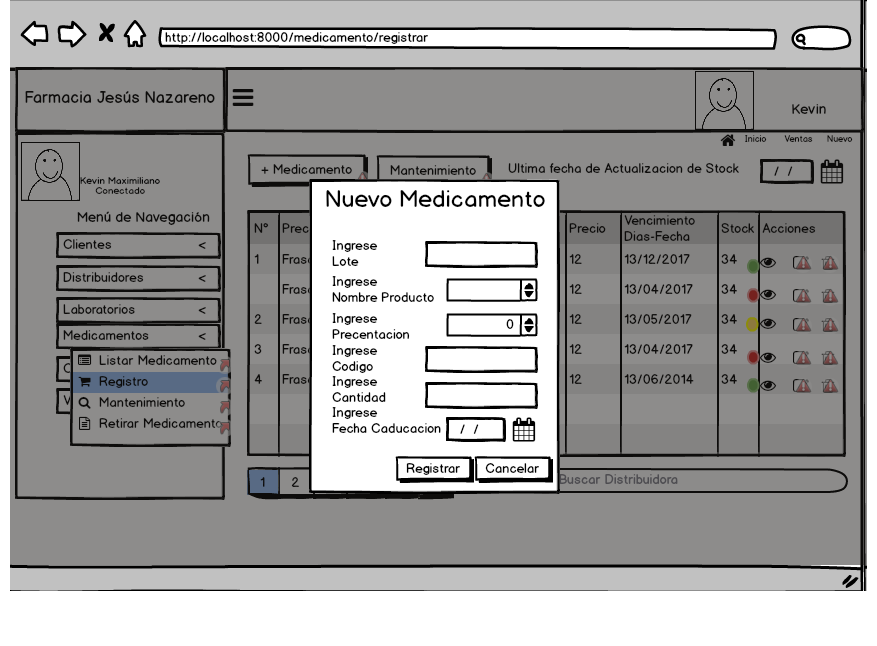 http://localhost:8000/medicamento/registrar
Farmacia Jesús Nazareno
Kevin
Inicio Ventas Nuevo
Kevin Maximiliano
Conectado
Menú de Navegación
Clientes <
Distribuidores <
Laboratorios <
Medicamentos <
Listar Medicamento
Registro
Mantenimiento
Retirar Medicamento
+ Medicamento Mantenimiento Ultima fecha de Actualizacion de Stock / /
N° Prec Precio Vencimiento Dias-Fecha Stock Acciones
1 Frasc 12 13/12/2017 34
Frasc 12 13/04/2017 34
2 Frasc 12 13/05/2017 34
3 Frasc 12 13/04/2017 34
4 Frasc 12 13/06/2014 34
1 2 Buscar Distribuidora
Nuevo Medicamento
Ingrese
Lote
Ingrese
Nombre Producto
Ingrese
Precentacion 0
Ingrese
Codigo
Ingrese
Cantidad
Ingrese
Fecha Caducacion / /
Registrar Cancelar